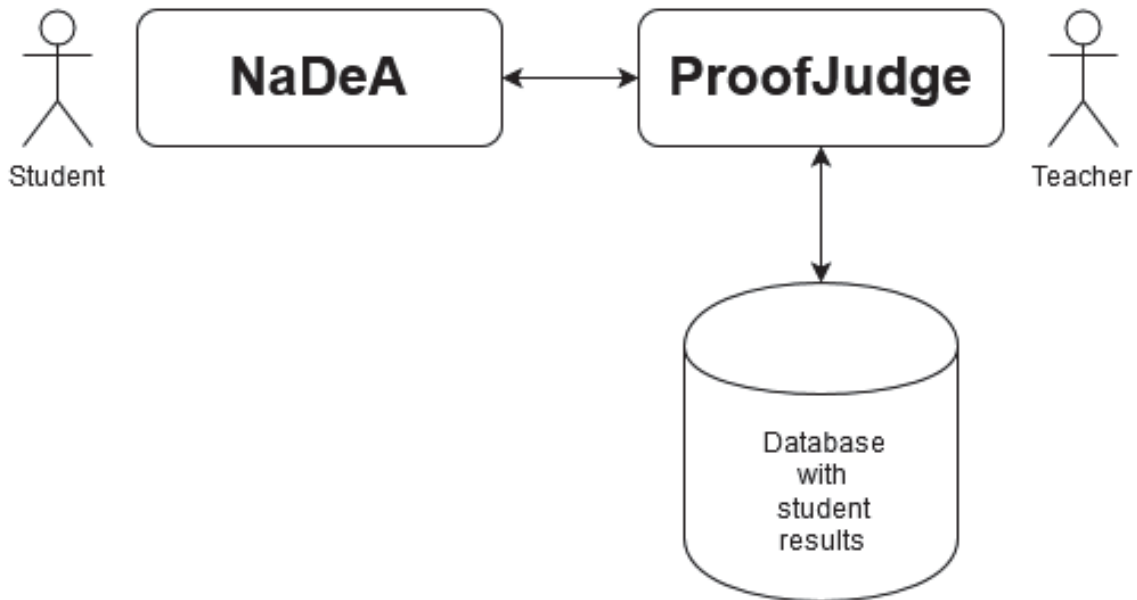 NaDeA
ProofJudge
Student
Teacher
Database
with
student
results